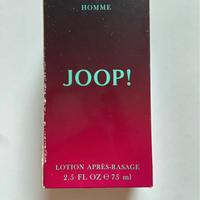 HOMME
JOOP!
LOTION APRÈS-RASAGE
2.5 FL OZ ℮ 75 ml